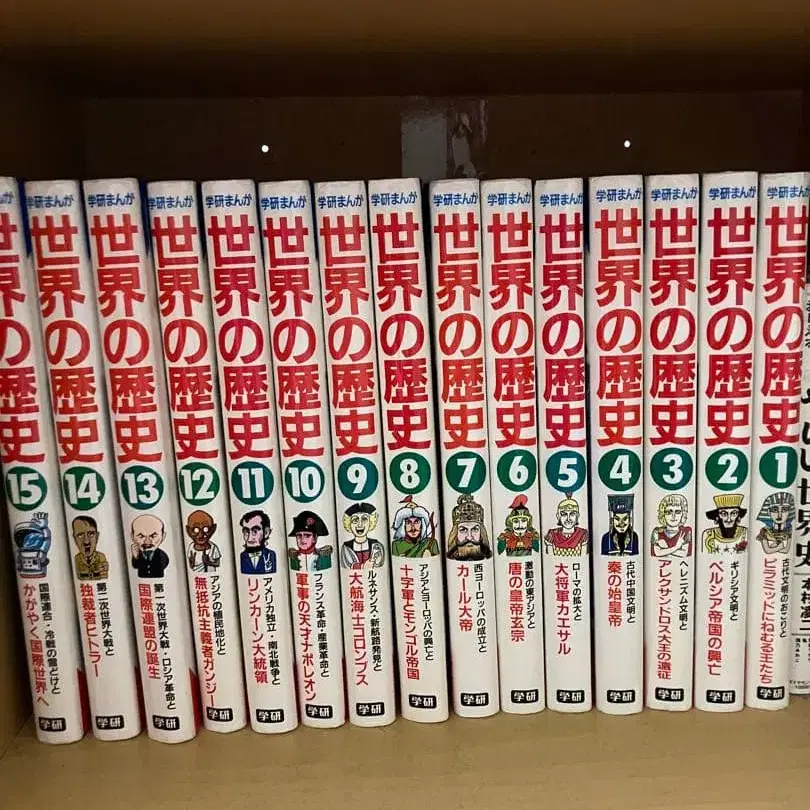 学研まんが
世界の歴史
1
古代文明のおこりと
ピラミッドにねむる王たち
学研
学研まんが
世界の歴史
2
ギリシア文明と
ペルシア帝国の興亡
学研
学研まんが
世界の歴史
3
ヘレニズム文明と
アレクサンドロス大王の遠征
学研
学研まんが
世界の歴史
4
古代中国文明と
秦の始皇帝
学研
学研まんが
世界の歴史
5
ローマの拡大と
大将軍カエサル
学研
学研まんが
世界の歴史
6
激動の東アジアと
唐の皇帝玄宗
学研
学研まんが
世界の歴史
7
西ヨーロッパの成立と
カール大帝
学研
学研まんが
世界の歴史
8
アジアとヨーロッパの興亡と
十字軍とモンゴル帝国
学研
学研まんが
世界の歴史
9
ルネサンス・新航路発見と
大航海士コロンブス
学研
学研まんが
世界の歴史
10
フランス革命・産業革命と
軍事の天才ナポレオン
学研
学研まんが
世界の歴史
11
アメリカ独立・南北戦争と
リンカーン大統領
学研
学研まんが
世界の歴史
12
アジアの植民地化と
無抵抗主義者ガンジー
学研
学研まんが
世界の歴史
13
第一次世界大戦・ロシア革命と
国際連盟の誕生
学研
学研まんが
世界の歴史
14
第二次世界大戦と
独裁者ヒトラー
学研
まんが
世界の歴史
15
国際連合・冷戦の雪どけと
かがやく国際世界へ
学研